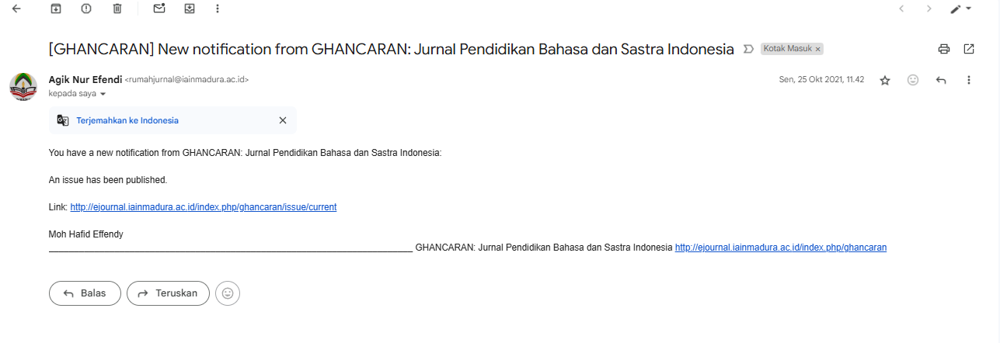 [GHANCARAN] New notification from GHANCARAN: Jurnal Pendidikan Bahasa dan Sastra Indonesia Kotak Masuk ×
Agik Nur Efendi <rumahjurnal@iainmadura.ac.id> Sen, 25 Okt 2021, 11.42
kepada saya
Terjemahkan ke Indonesia
You have a new notification from GHANCARAN: Jurnal Pendidikan Bahasa dan Sastra Indonesia:
An issue has been published.
Link: http://ejournal.iainmadura.ac.id/index.php/ghancaran/issue/current
Moh Hafid Effendy
________________________________________________________________________ GHANCARAN: Jurnal Pendidikan Bahasa dan Sastra Indonesia http://ejournal.iainmadura.ac.id/index.php/ghancaran
Balas Teruskan